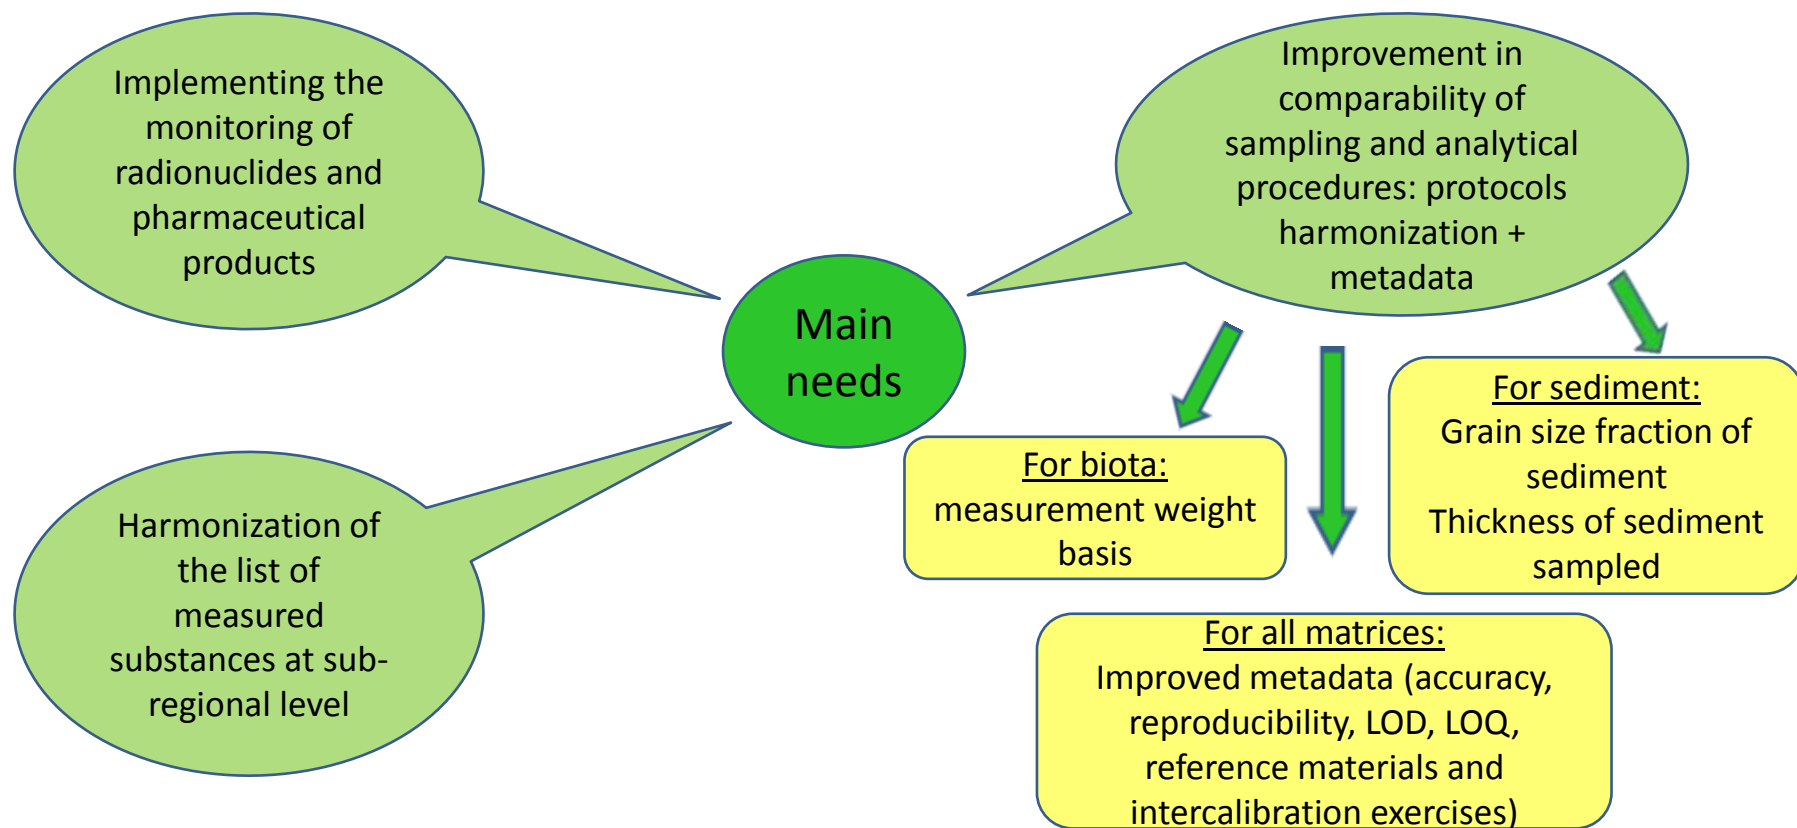 Implementing the
monitoring of
radionuclides and
pharmaceutical
products
Improvement in
comparability of
sampling and analytical
procedures: protocols
harmonization +
metadata
Main
needs
For sediment:
Grain size fraction of
sediment
Thickness of sediment
sampled
For biota:
measurement weight
basis
Harmonization of
the list of
measured
substances at sub-
regional level
For all matrices:
Improved metadata (accuracy,
reproducibility, LOD, LOQ,
reference materials and
intercalibration exercises)